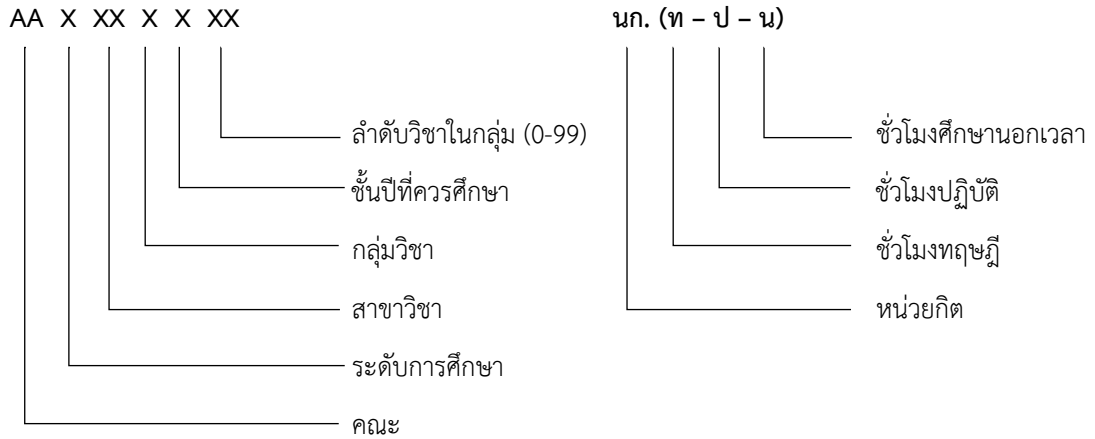 AA X XX X X XX นก. (ท – ป – น)
ลำดับวิชาในกลุ่ม (0-99) ชั่วโมงศึกษานอกเวลา
ชั้นปีที่ควรศึกษา ชั่วโมงปฏิบัติ
กลุ่มวิชา ชั่วโมงทฤษฎี
สาขาวิชา หน่วยกิต
ระดับการศึกษา
คณะ